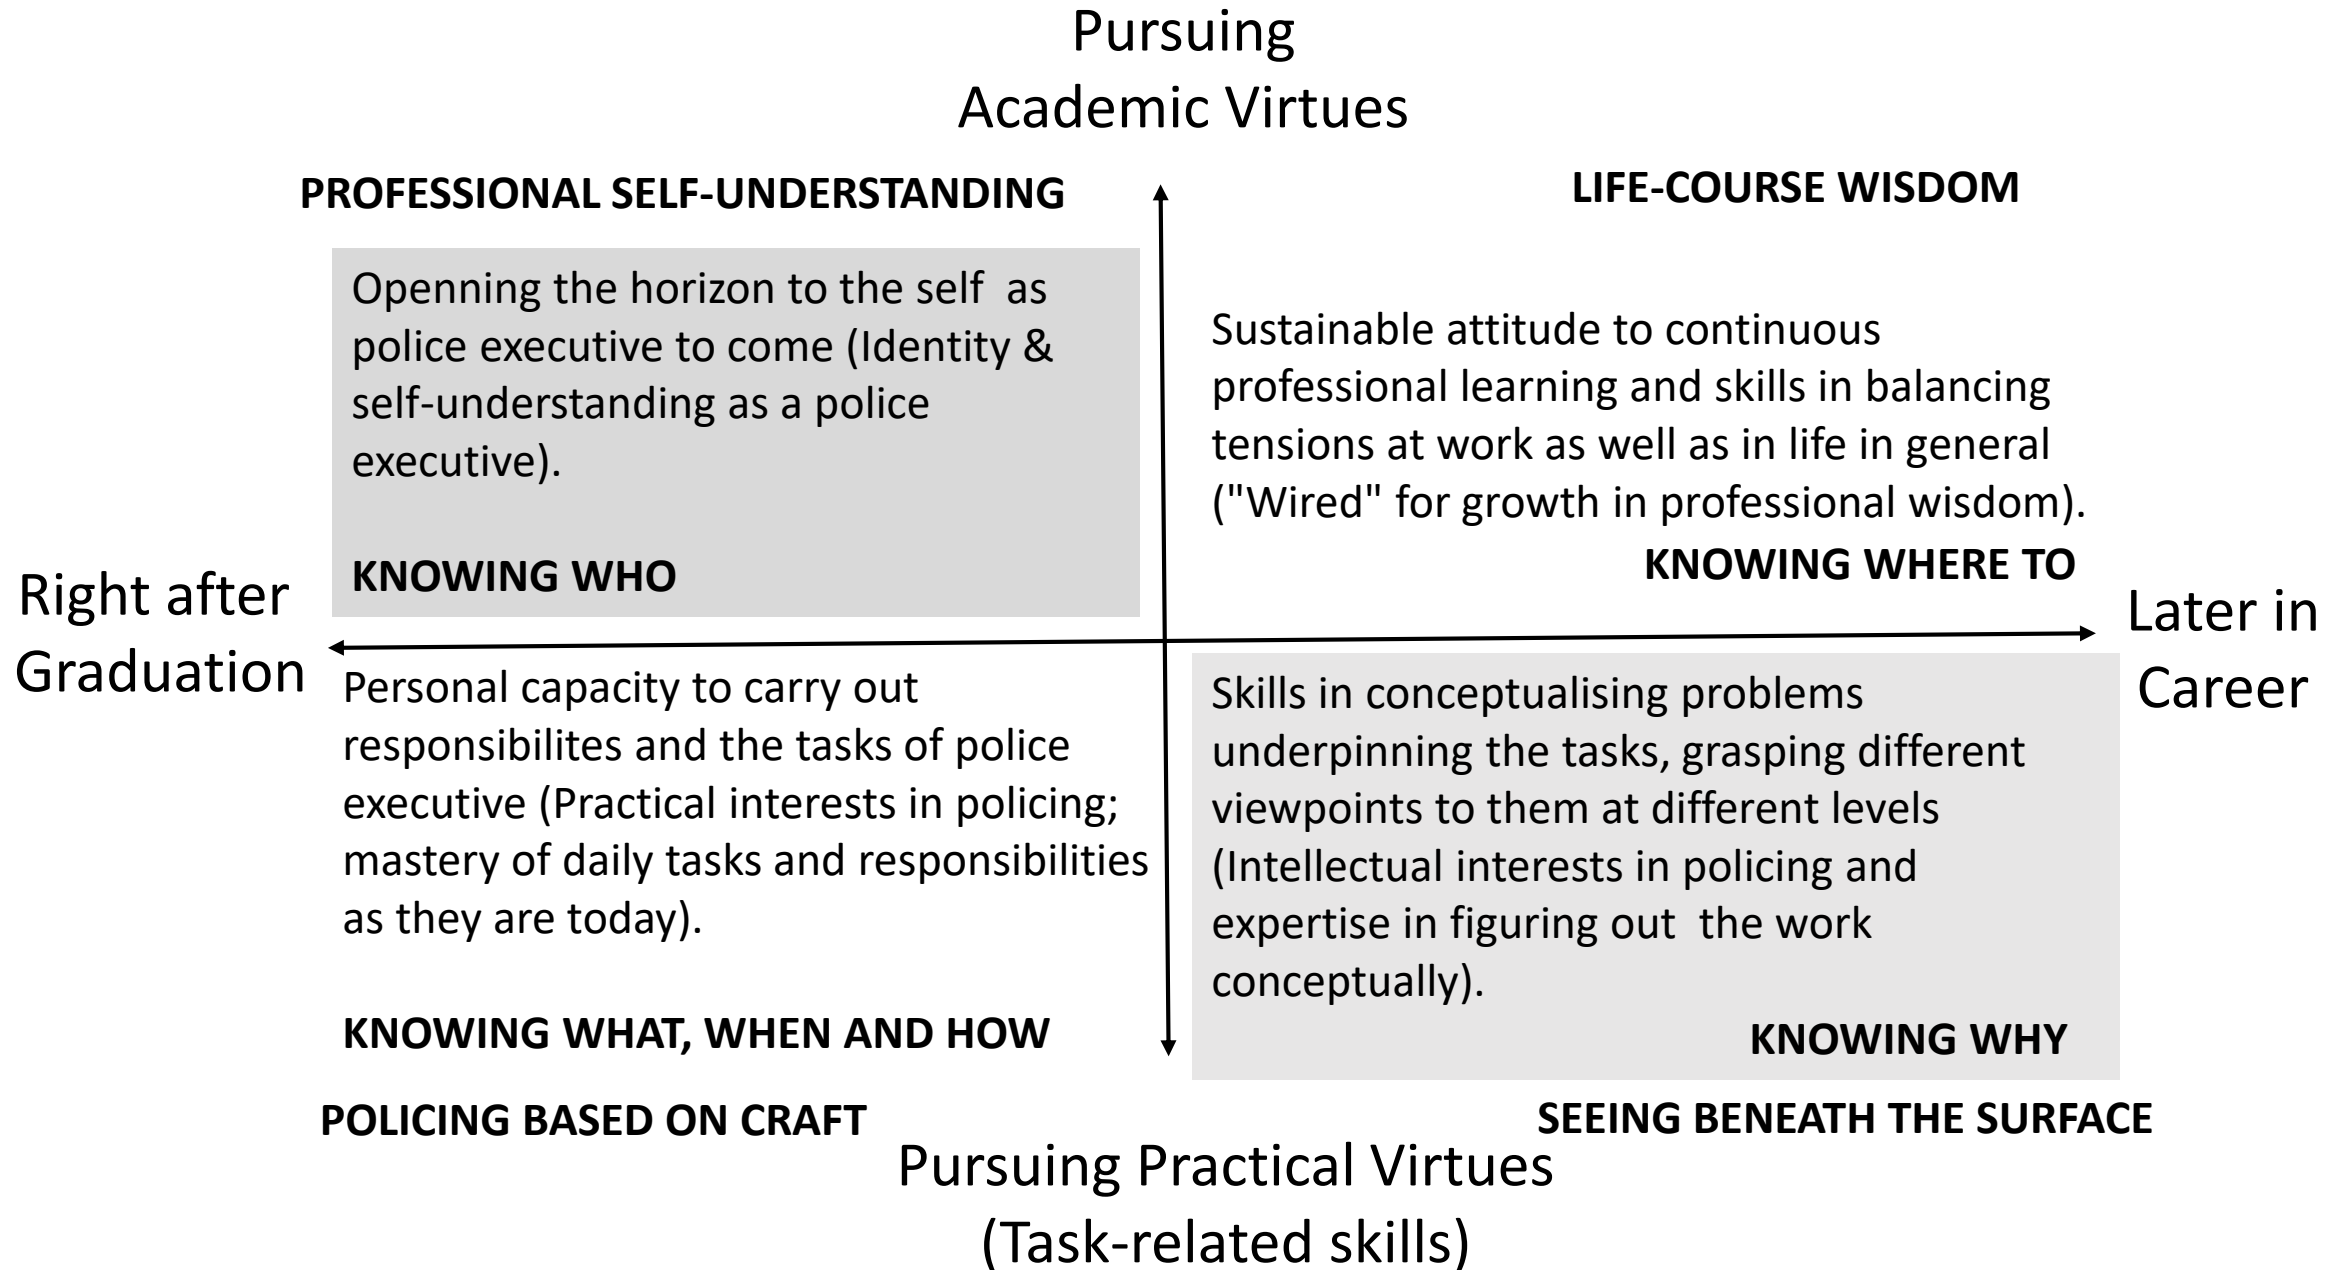 Pursuing
Academic Virtues
PROFESSIONAL SELF-UNDERSTANDING
LIFE-COURSE WISDOM
Openning the horizon to the self  as
police executive to come (Identity &
self-understanding as a police
executive).
KNOWING WHO
Sustainable attitude to continuous
professional learning and skills in balancing
tensions at work as well as in life in general
("Wired" for growth in professional wisdom).
KNOWING WHERE TO
Right after
Graduation
Later in
Career
Personal capacity to carry out
responsibilites and the tasks of police
executive (Practical interests in policing;
mastery of daily tasks and responsibilities
as they are today).
KNOWING WHAT, WHEN AND HOW
POLICING BASED ON CRAFT
Skills in conceptualising problems
underpinning the tasks, grasping different
viewpoints to them at different levels
(Intellectual interests in policing and
expertise in figuring out  the work
conceptually).
KNOWING WHY
SEEING BENEATH THE SURFACE
Pursuing Practical Virtues
(Task-related skills)